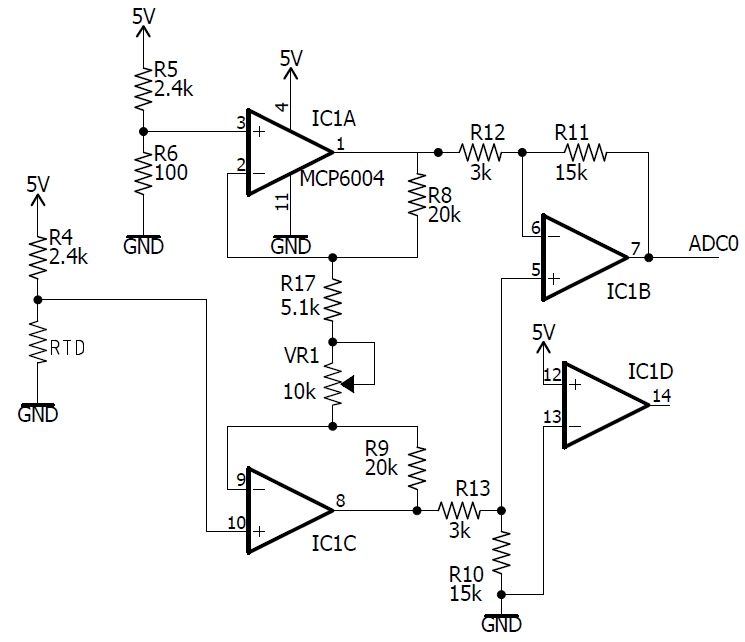 5V
R5
2.4k
5V
4
IC1A
3
+
1
R12
R11
R6
100
2
−
MCP6004
3k
15k
5V
11
R8
20k
6
−
7
ADC0
R4
2.4k
GND
GND
5
+
IC1B
R17
5.1k
RTD
VR1
10k
5V
12
+
IC1D
14
13
−
GND
R9
20k
9
−
8
R13
10
+
3k
IC1C
R10
15k
GND